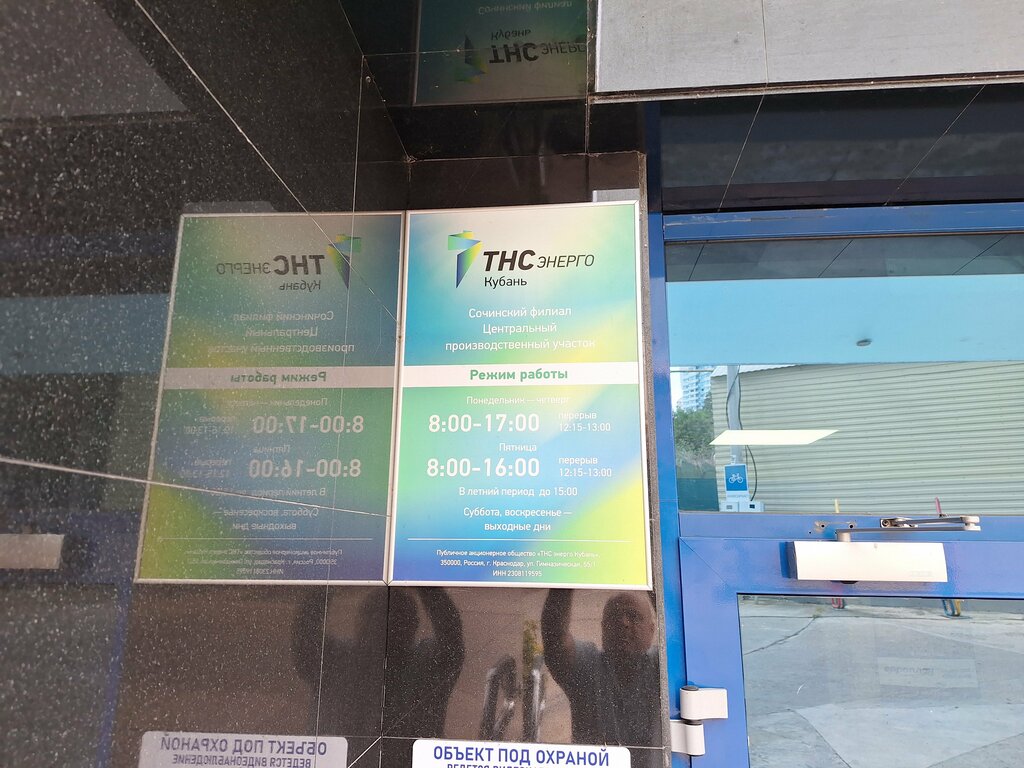 ТНС ЭНЕРГО
Кубань
Сочинский филиал
Центральный
производственный участок
Режим работы
Понедельник — четверг
8:00-17:00 перерыв
12:15-13:00
Пятница
8:00-16:00 перерыв
12:15-13:00
В летний период до 15:00
Суббота, воскресенье —
выходные дни
Публичное акционерное общество «ТНС энерго Кубань»
350000, Россия, г. Краснодар, ул. Гимназическая, 55/1
ИНН 2308119595
ОБЪЕКТ ПОД ОХРАНОЙ